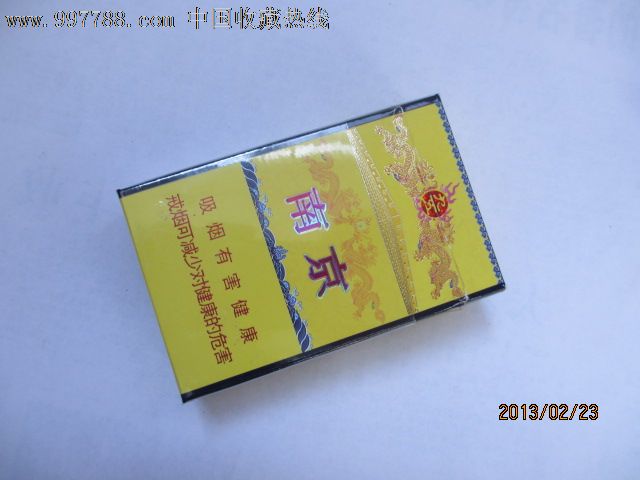 www.997788.com 中国收藏热线
南京
吸烟有害健康
戒烟可减少对健康的危害
2013/02/23